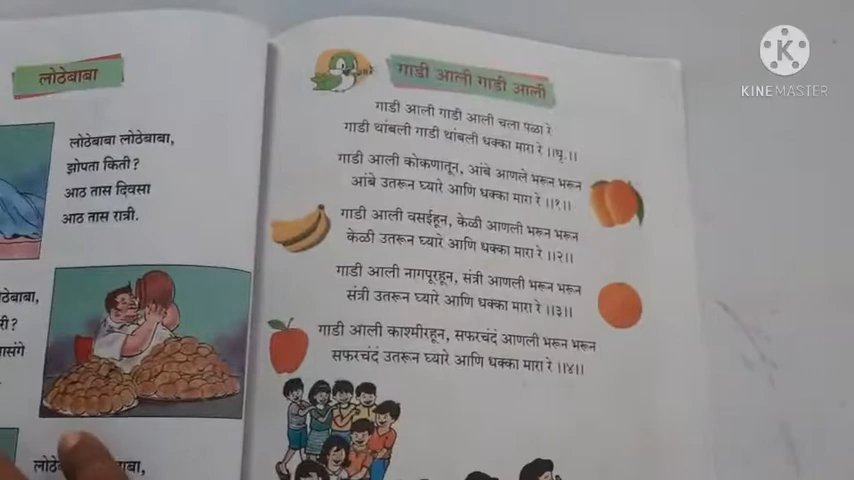 लोठेबाबा
लोठेबाबा लोठेबाबा,
झोपता किती?
आठ तास दिवसा
आठ तास रात्री.
गाडी आली गाडी आली
गाडी आली गाडी आली चला पळा रे
गाडी थांबली गाडी थांबली धक्का मारा रे ।।धृ.।।
गाडी आली कोकणातून, आंबे आणले भरून भरून
आंबे उतरून घ्यारे आणि धक्का मारा रे ।।१।।
गाडी आली वसईहून, केळी आणली भरून भरून
केळी उतरून घ्यारे आणि धक्का मारा रे ।।२।।
गाडी आली नागपूरहून, संत्री आणली भरून भरून
संत्री उतरून घ्यारे आणि धक्का मारा रे ।।३।।
गाडी आली काश्मीरहून, सफरचंदं आणली भरून भरून
सफरचंदं उतरून घ्यारे आणि धक्का मारा रे ।।४।।
KINEMASTER